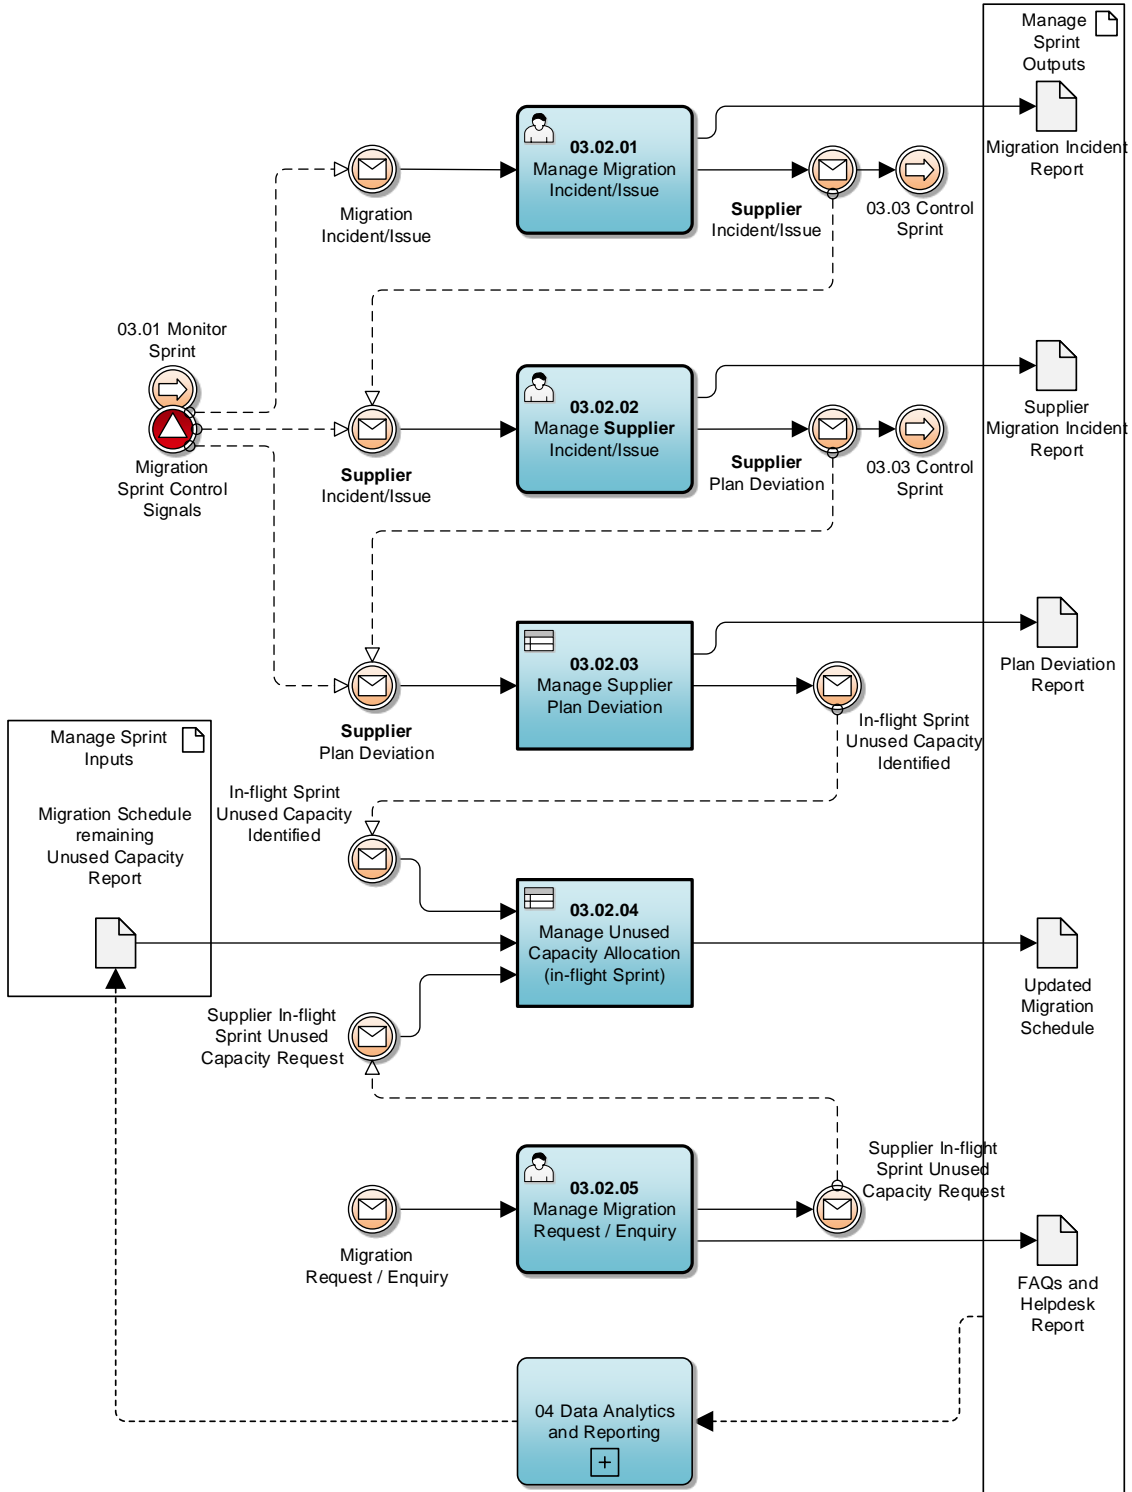 Manage
Sprint
Outputs
03.02.01
Manage Migration
Incident/Issue
Migration
Incident/Issue
Supplier
Incident/Issue
03.03 Control
Sprint
Migration Incident
Report
03.01 Monitor
Sprint
Migration
Sprint Control
Signals
Supplier
Incident/Issue
03.02.02
Manage Supplier
Incident/Issue
Supplier
Plan Deviation
03.03 Control
Sprint
Supplier
Migration Incident
Report
Supplier
Plan Deviation
03.02.03
Manage Supplier
Plan Deviation
In-flight Sprint
Unused Capacity
Identified
Plan Deviation
Report
Manage Sprint
Inputs
Migration Schedule
remaining
Unused Capacity
Report
In-flight Sprint
Unused Capacity
Identified
03.02.04
Manage Unused
Capacity Allocation
(in-flight Sprint)
Updated
Migration
Schedule
Supplier In-flight
Sprint Unused
Capacity Request
Supplier In-flight
Sprint Unused
Capacity Request
03.02.05
Manage Migration
Request / Enquiry
Migration
Request / Enquiry
FAQs and
Helpdesk
Report
04 Data Analytics
and Reporting